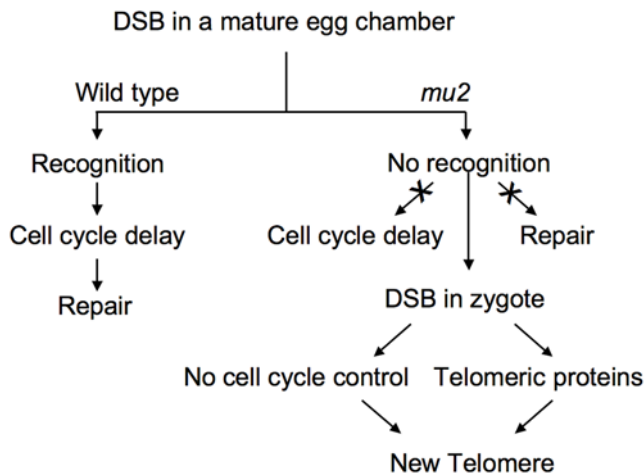 DSB in a mature egg chamber
Wild type mu2
Recognition No recognition
Cell cycle delay Cell cycle delay Repair
Repair DSB in zygote
No cell cycle control Telomeric proteins
New Telomere